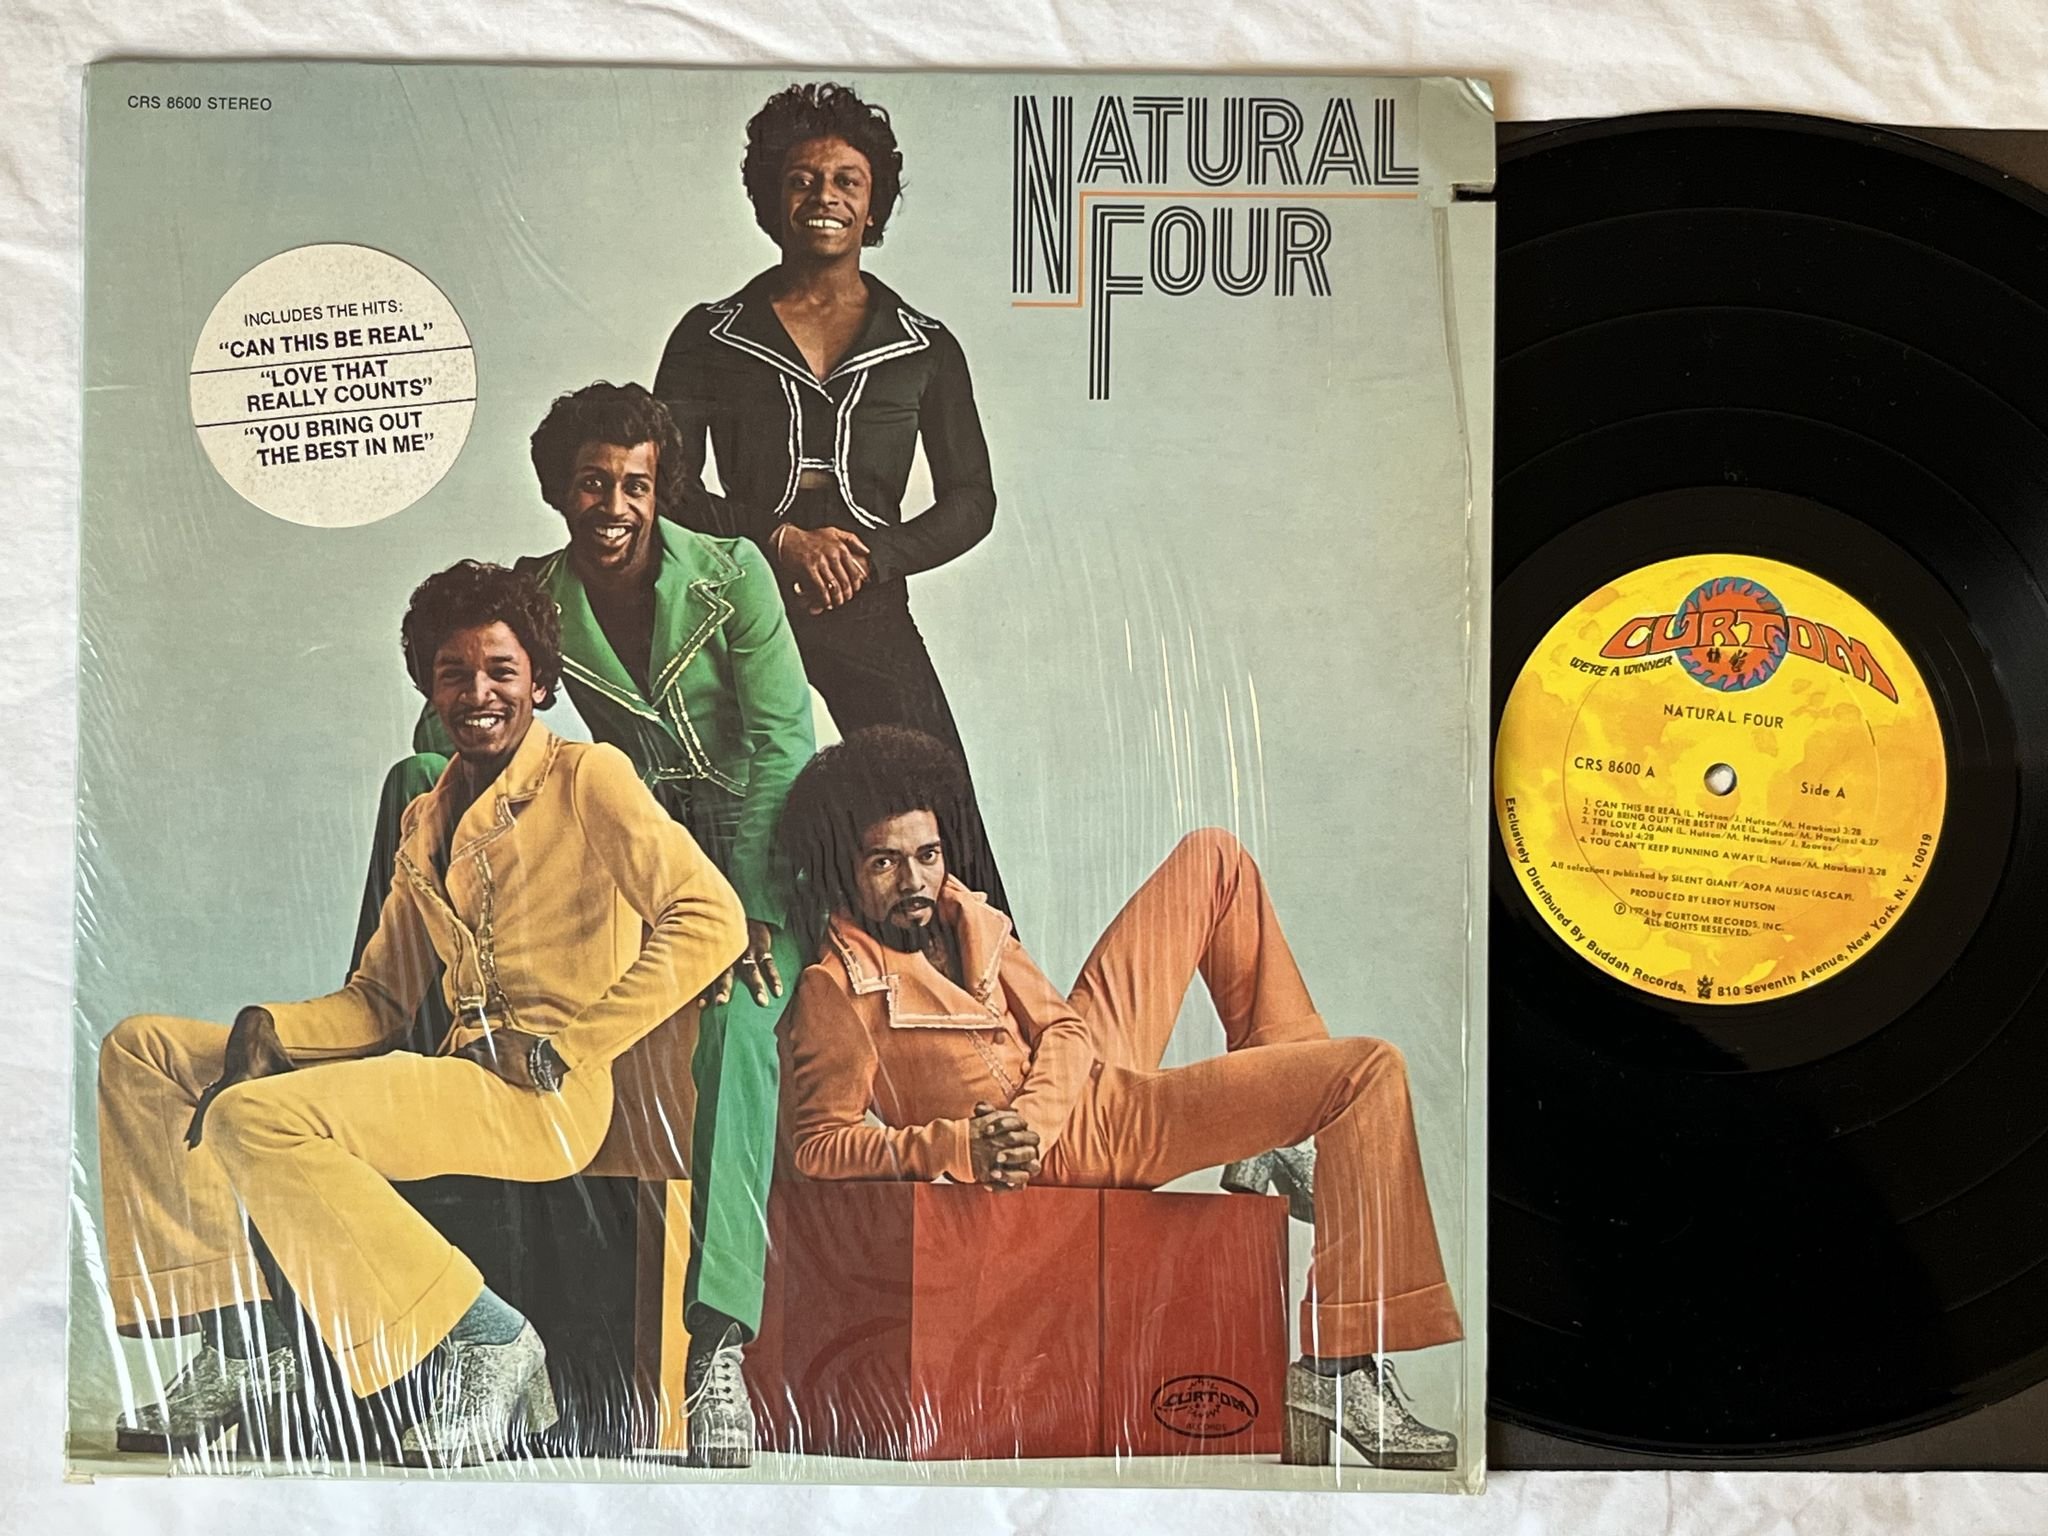 CRS 8600 STEREO
NATURAL
FOUR
INCLUDES THE HITS:
"CAN THIS BE REAL"
"LOVE THAT
REALLY COUNTS"
"YOU BRING OUT
THE BEST IN ME"
CURTOM
RECORDS
CURTOM
WE'RE A WINNER
NATURAL FOUR
CRS 8600 A
Side A
1. CAN THIS BE REAL (L. Hutson/J. Hutson/M. Hawkins) 3:28
2. YOU BRING OUT THE BEST IN ME (L. Hutson/M. Hawkins) 4:37
3. TRY LOVE AGAIN (L. Hutson/M. Hawkins/ J. Reaves/
J. Brooks) 4:28
4. YOU CAN'T KEEP RUNNING AWAY (L. Hutson/M. Hawkins) 3:28
All selections published by SILENT GIANT/AOPA MUSIC (ASCAP).
PRODUCED BY LEROY HUTSON
Ⓟ 1974 by CURTOM RECORDS, INC.
ALL RIGHTS RESERVED.
Exclusively Distributed By Buddah Records, 810 Seventh Avenue, New York, N. Y. 10019